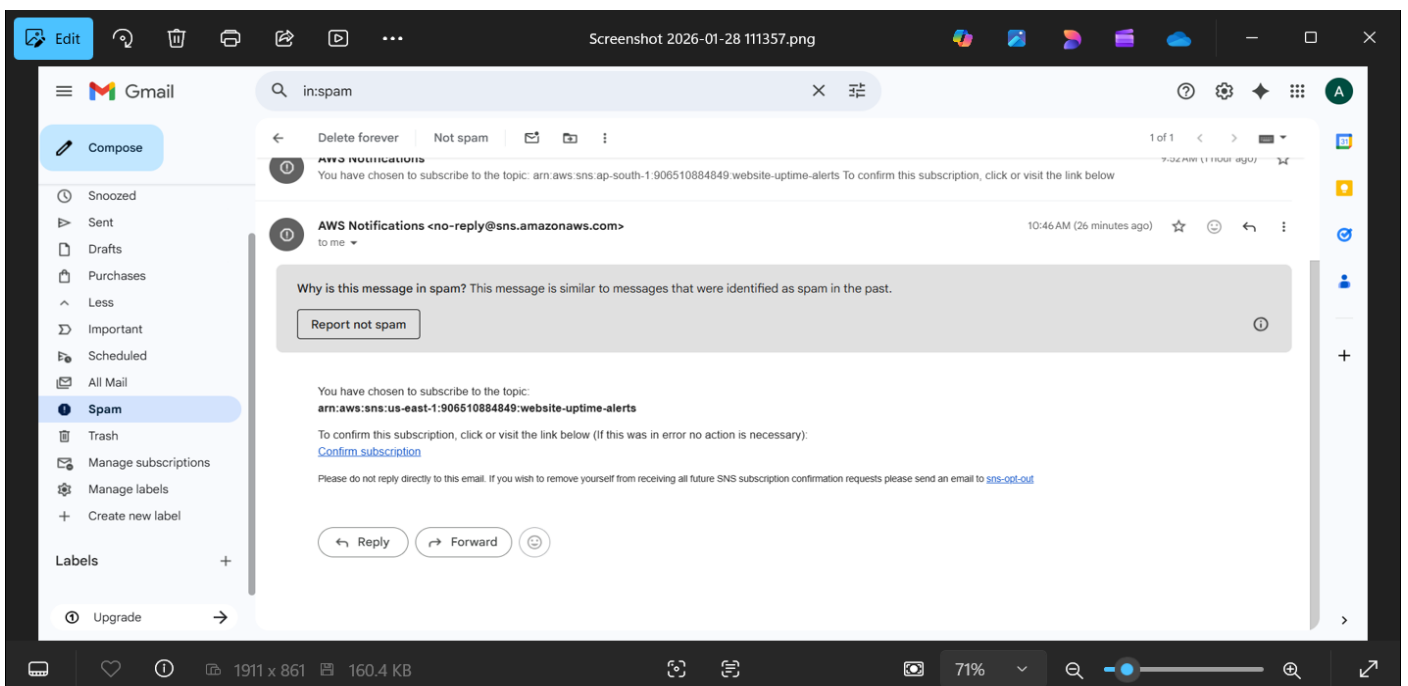 Edit
Screenshot 2026-01-28 111357.png
Gmail
in:spam
A
Compose
Delete forever
Not spam
1 of 1
31
AWS Notifications
9:52 AM (1 hour ago)
You have chosen to subscribe to the topic: arn:aws:sns:ap-south-1:906510884849:website-uptime-alerts To confirm this subscription, click or visit the link below
Snoozed
Sent
Drafts
Purchases
Less
Important
Scheduled
All Mail
Spam
Trash
Manage subscriptions
Manage labels
Create new label
Labels
Upgrade
AWS Notifications <no-reply@sns.amazonaws.com>
10:46 AM (26 minutes ago)
to me
Why is this message in spam? This message is similar to messages that were identified as spam in the past.
Report not spam
You have chosen to subscribe to the topic:
arn:aws:sns:us-east-1:906510884849:website-uptime-alerts
To confirm this subscription, click or visit the link below (If this was in error no action is necessary):
Confirm subscription
Please do not reply directly to this email. If you wish to remove yourself from receiving all future SNS subscription confirmation requests please send an email to sns-opt-out
Reply
Forward
1911 x 861
160.4 KB
71%